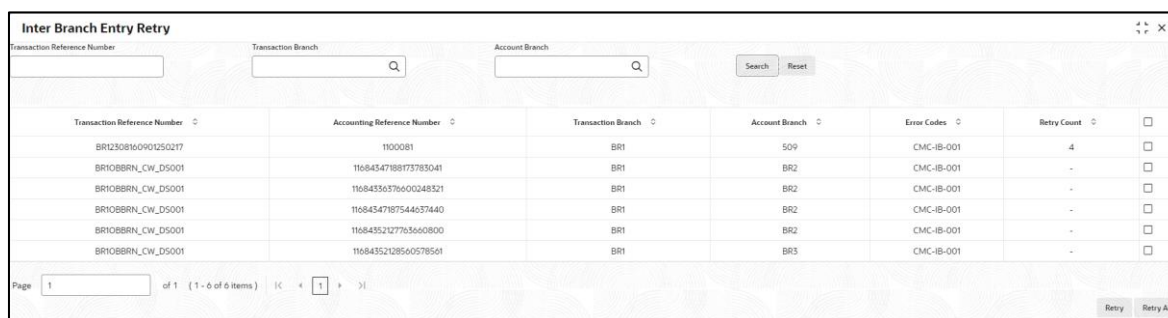 Inter Branch Entry Retry
Transaction Reference Number Transaction Branch Account Branch
Search Reset
Transaction Reference Number Accounting Reference Number Transaction Branch Account Branch Error Codes Retry Count
BR12308160901250217 1100081 BR1 509 CMC-IB-001 4
BR1OBBRN_CW_DS001 11684347188173783041 BR1 BR2 CMC-IB-001 -
BR1OBBRN_CW_DS001 11684336376600248321 BR1 BR2 CMC-IB-001 -
BR1OBBRN_CW_DS001 11684347187544637440 BR1 BR2 CMC-IB-001 -
BR1OBBRN_CW_DS001 11684352127763660800 BR1 BR2 CMC-IB-001 -
BR1OBBRN_CW_DS001 11684352128560578561 BR1 BR3 CMC-IB-001 -
Page 1 of 1 (1 - 6 of 6 items) 1
Retry Retry A